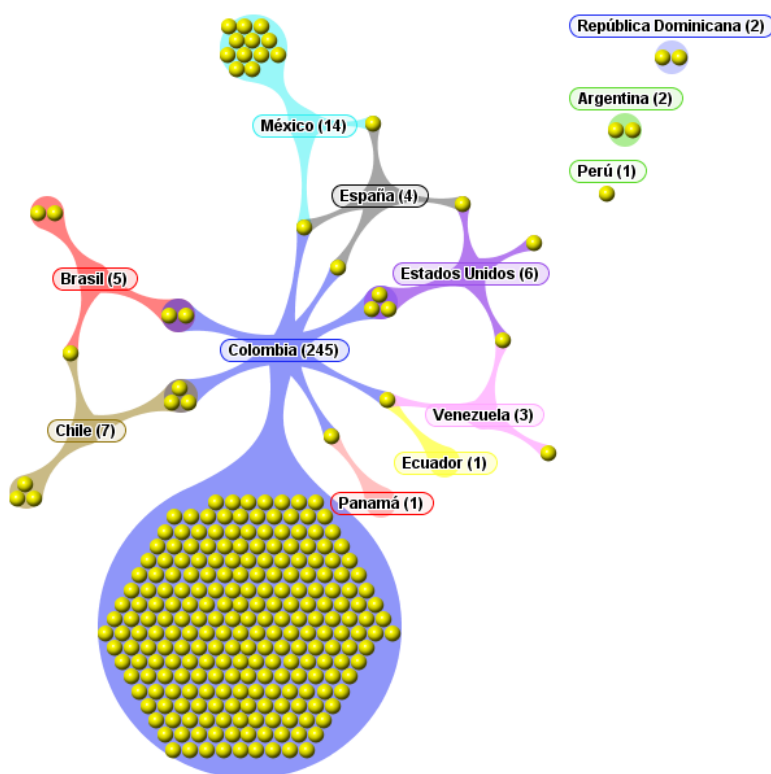 República Dominicana (2)
Argentina (2)
México (14)
Perú (1)
España (4)
Brasil (5)
Estados Unidos (6)
Colombia (245)
Venezuela (3)
Chile (7)
Ecuador (1)
Panamá (1)